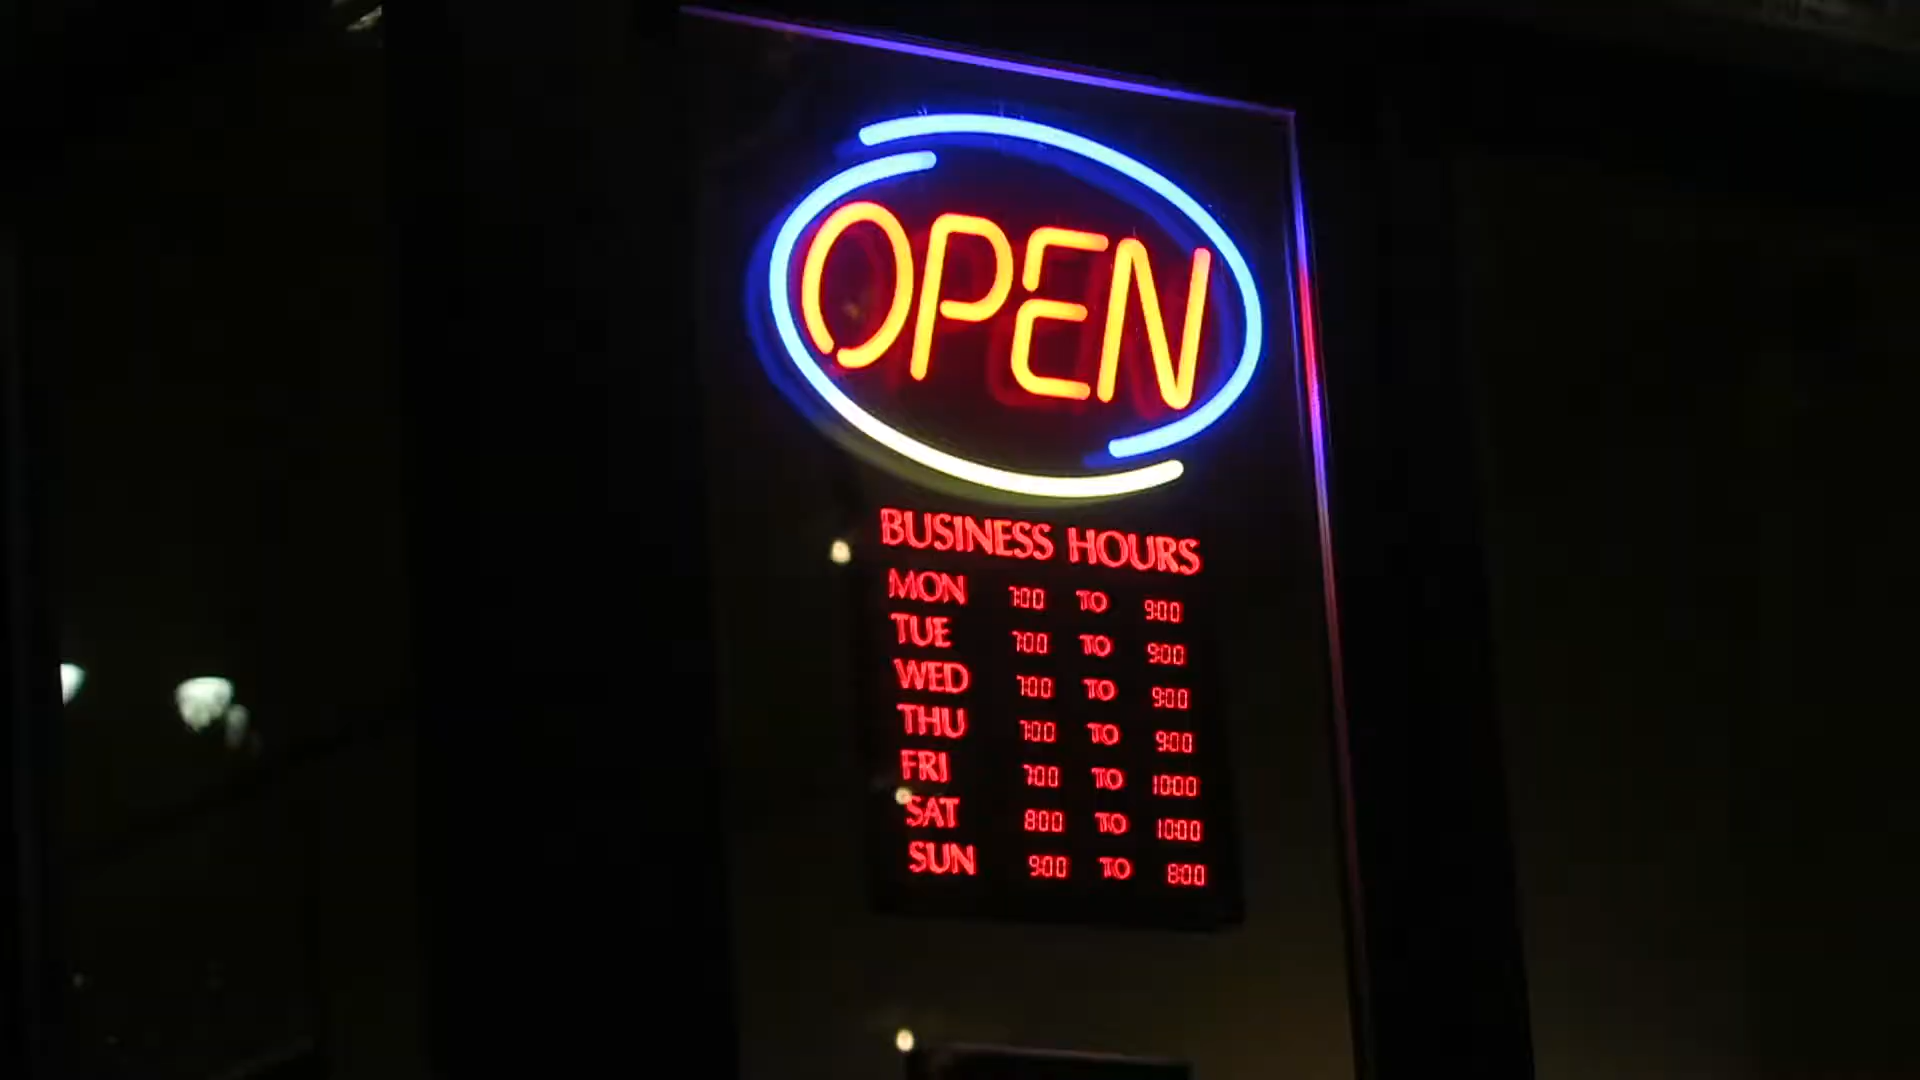 OPEN
BUSINESS HOURS
MON 7:00 TO 9:00
TUE 7:00 TO 9:00
WED 7:00 TO 9:00
THU 7:00 TO 9:00
FRI 7:00 TO 10:00
SAT 8:00 TO 10:00
SUN 9:00 TO 8:00